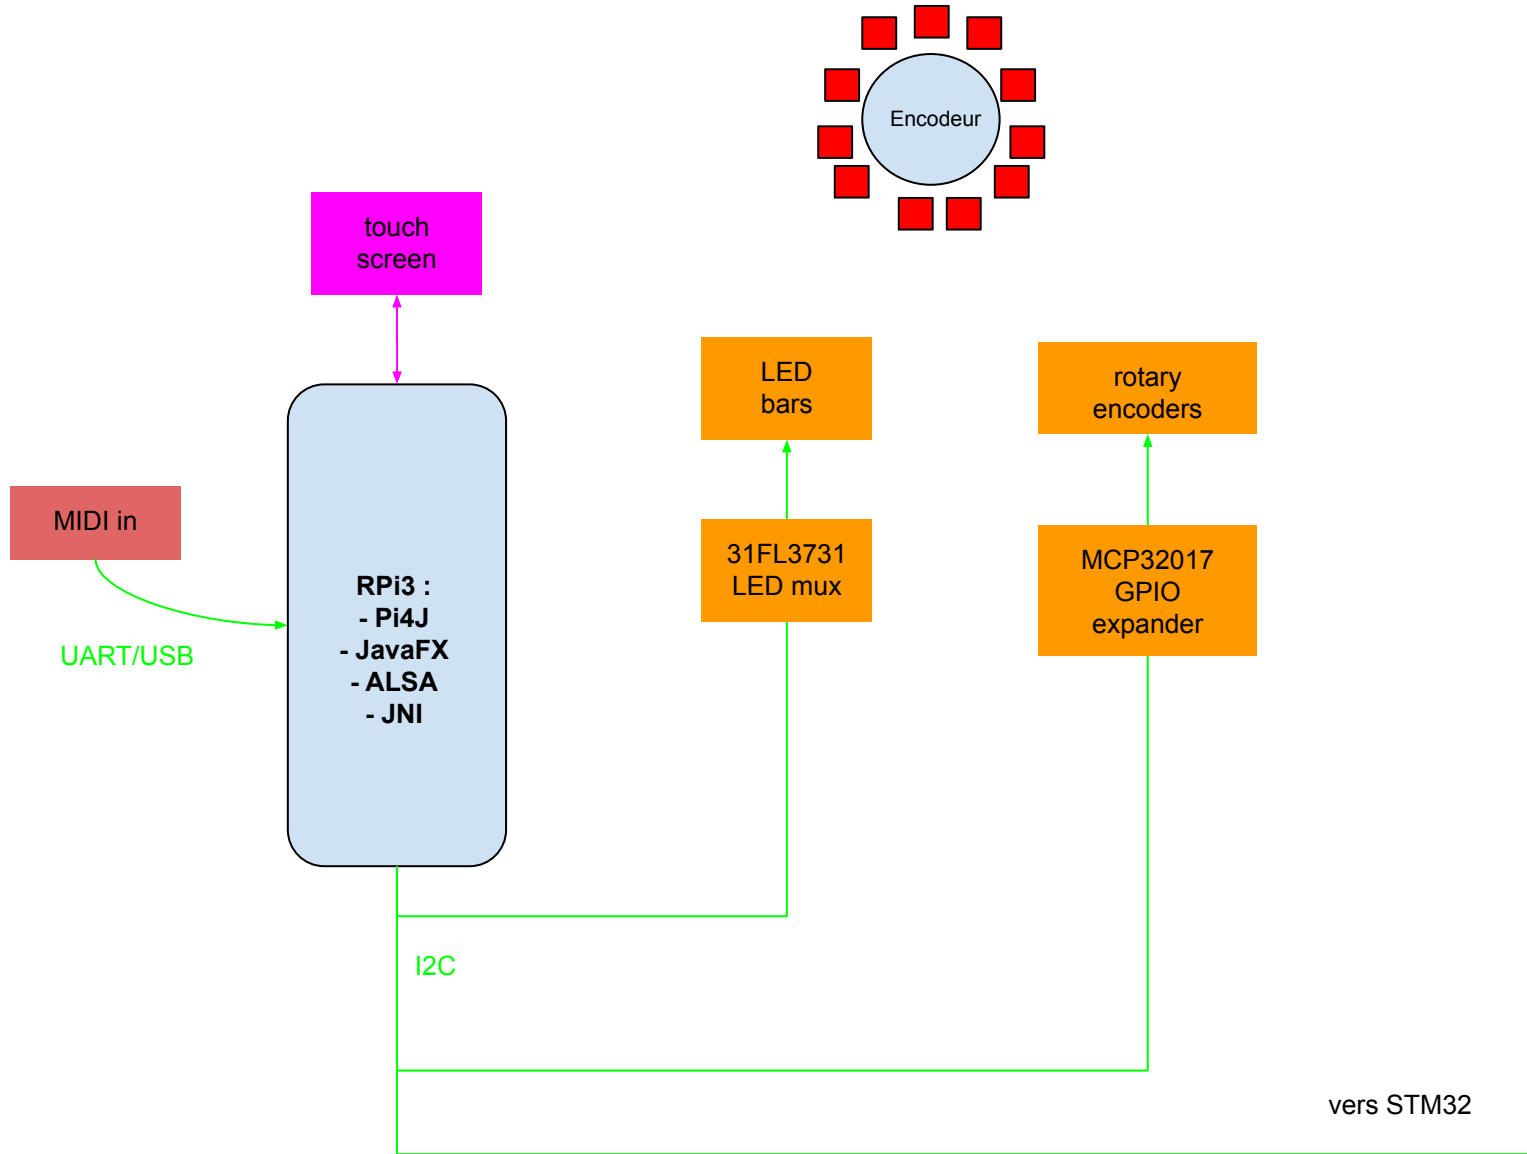 Encodeur
touch
screen
LED
bars
rotary
encoders
MIDI in
31FL3731
LED mux
MCP32017
GPIO
expander
RPi3 :
- Pi4J
- JavaFX
- ALSA
- JNI
UART/USB
I2C
vers STM32